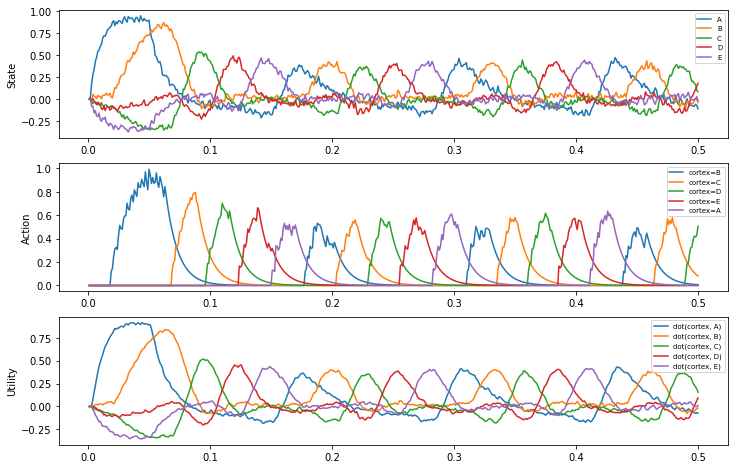 State
1.00
0.75
0.50
0.25
0.00
−0.25
A
B
C
D
E
0.0 0.1 0.2 0.3 0.4 0.5
Action
1.0
0.8
0.6
0.4
0.2
0.0
cortex=B
cortex=C
cortex=D
cortex=E
cortex=A
0.0 0.1 0.2 0.3 0.4 0.5
Utility
0.75
0.50
0.25
0.00
−0.25
dot(cortex, A)
dot(cortex, B)
dot(cortex, C)
dot(cortex, D)
dot(cortex, E)
0.0 0.1 0.2 0.3 0.4 0.5